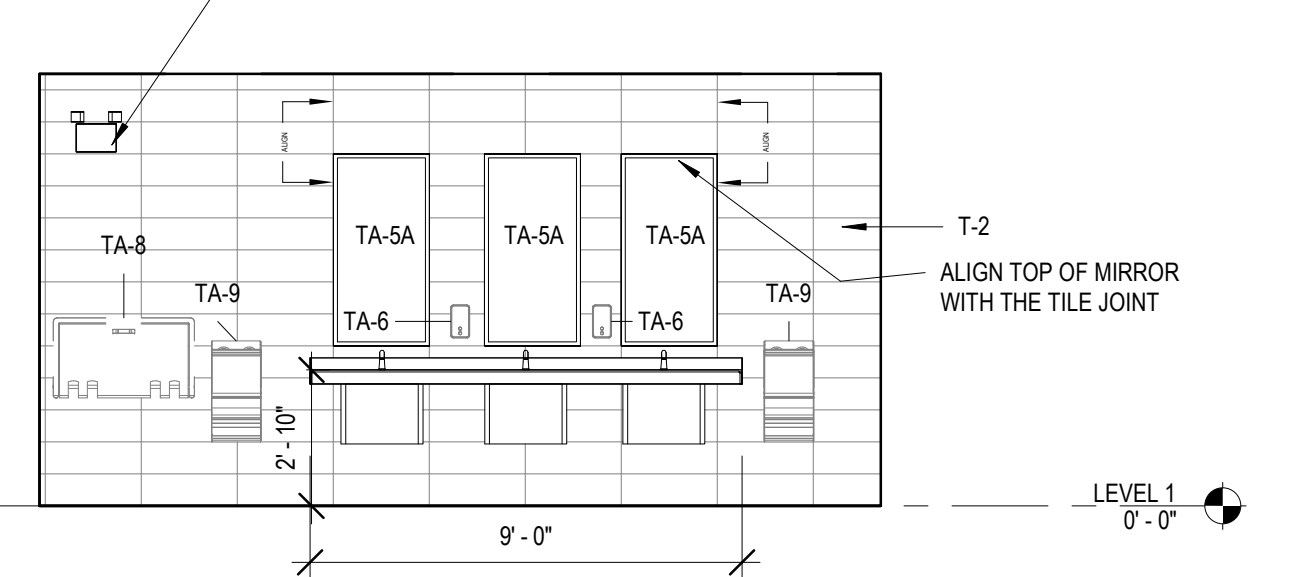 ALIGN
ALIGN
TA-5A
TA-5A
TA-5A
T-2
TA-8
ALIGN TOP OF MIRROR
WITH THE TILE JOINT
TA-9
TA-9
TA-6
TA-6
2' - 10"
LEVEL 1
0' - 0"
9' - 0"